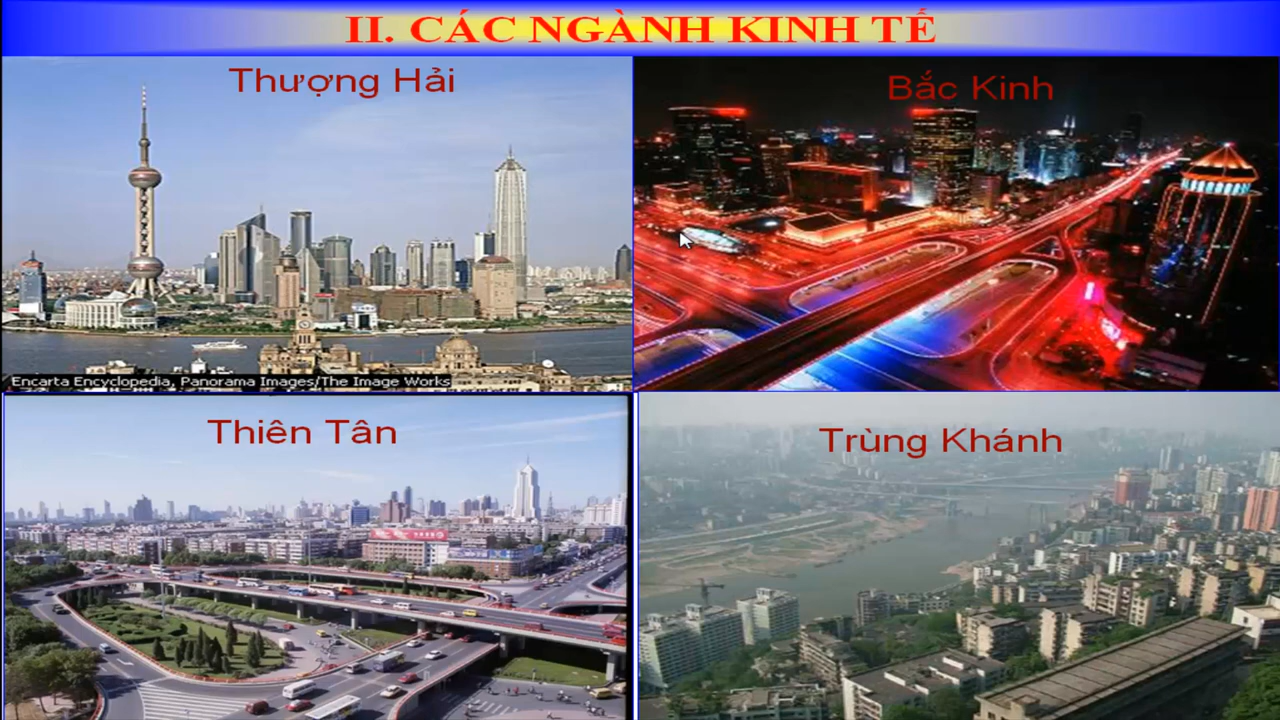 II. CÁC NGÀNH KINH TẾ
Thượng Hải
Bắc Kinh
Encarta Encyclopedia, Panorama Images/The Image Works
Thiên Tân
Trùng Khánh